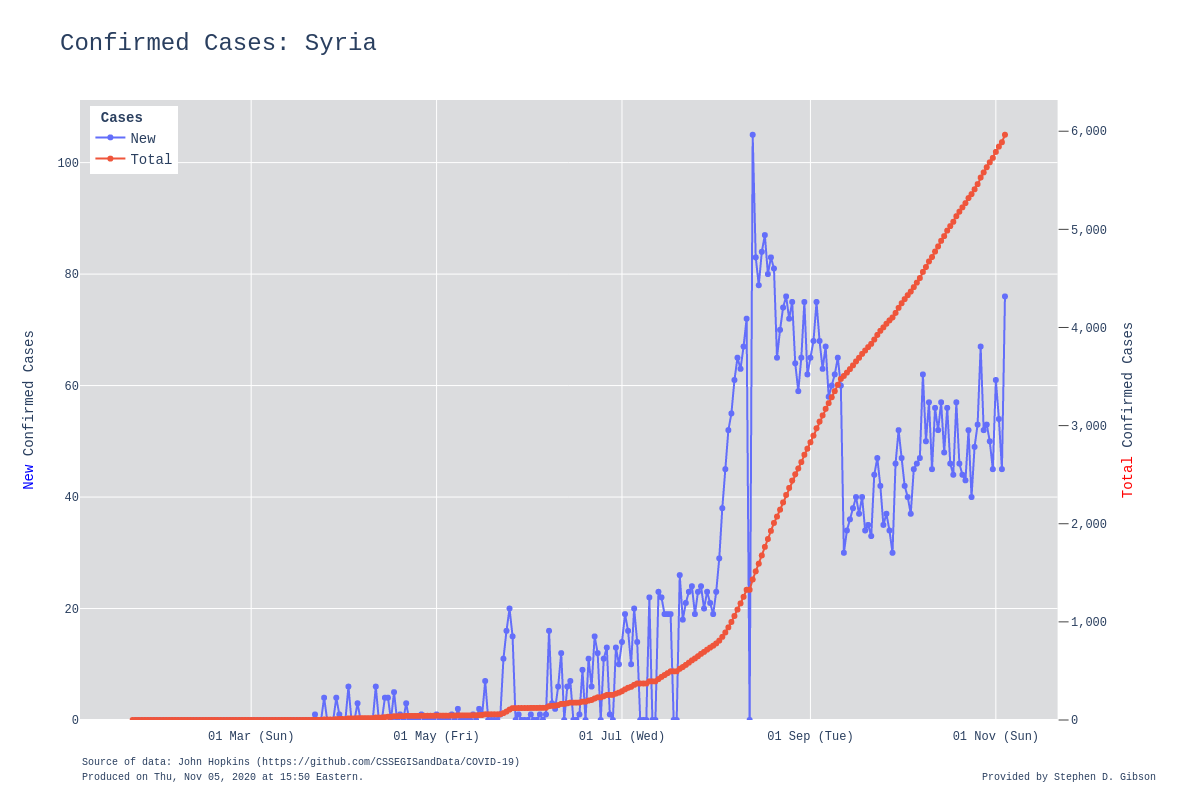 Confirmed Cases: Syria
Cases
New
Total
100
80
60
40
20
0
6,000
5,000
4,000
3,000
2,000
1,000
0
New Confirmed Cases
Total Confirmed Cases
01 Mar (Sun)
01 May (Fri)
01 Jul (Wed)
01 Sep (Tue)
01 Nov (Sun)
Source of data: John Hopkins (https://github.com/CSSEGISandData/COVID-19)
Produced on Thu, Nov 05, 2020 at 15:50 Eastern.
Provided by Stephen D. Gibson